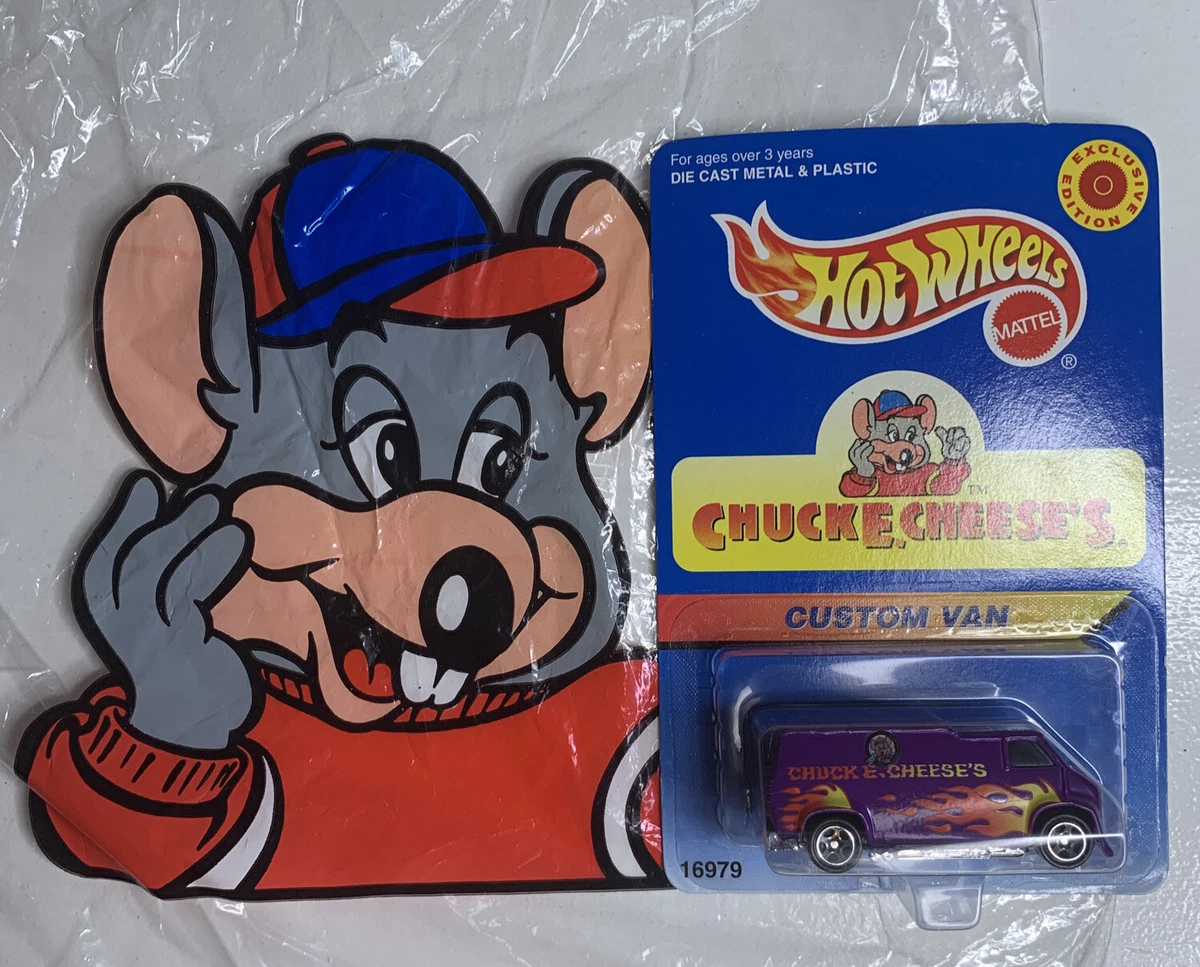 For ages over 3 years
DIE CAST METAL & PLASTIC
EXCLUSIVE
EDITION
HOT WHEELS
MATTEL
®
TM
CHUCK E. CHEESE'S
CUSTOM VAN
CHUCK E. CHEESE'S
16979